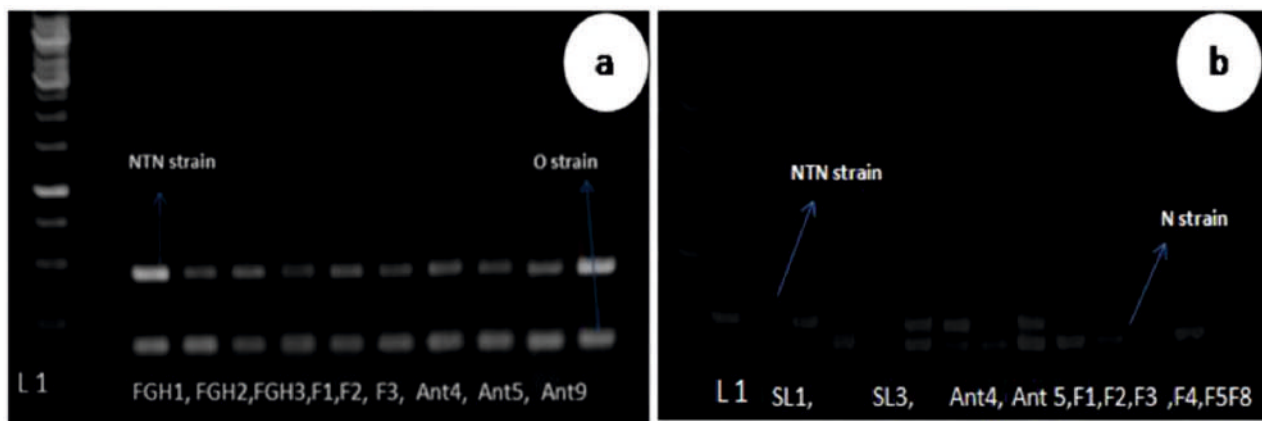 a
NTN strain
O strain
L 1
FGH1, FGH2,FGH3,F1,F2, F3, Ant4, Ant5, Ant9
b
NTN strain
N strain
L 1 SL1, SL3, Ant4, Ant 5,F1,F2,F3 ,F4,F5F8